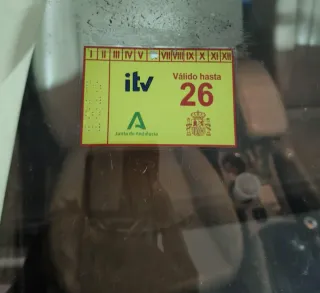 I II III IV V VII VIII IX X XI XII
itv
Válido hasta
26
Junta de Andalucía